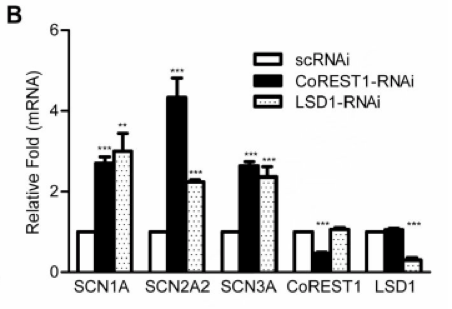 B
Relative Fold (mRNA)
6
4
2
0
scRNAi
CoREST1-RNAi
LSD1-RNAi
***
**
***
***
***
***
***
***
SCN1A SCN2A2 SCN3A CoREST1 LSD1